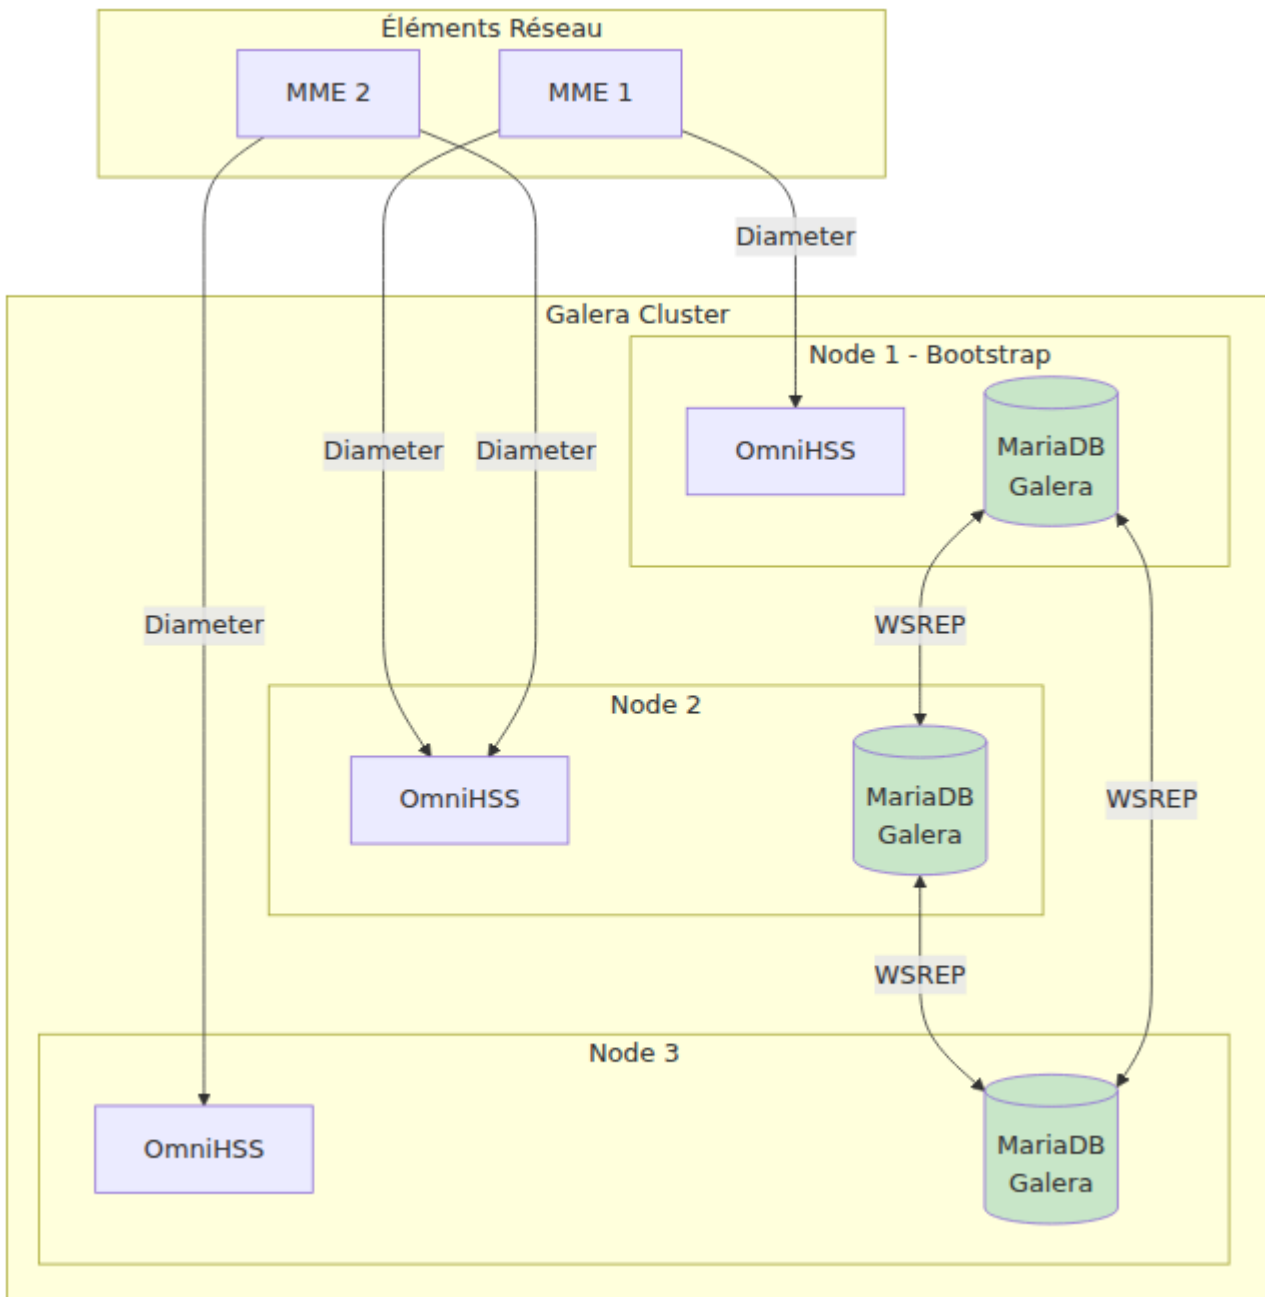 Éléments Réseau
MME 2
MME 1
Diameter
Galera Cluster
Node 1 - Bootstrap
OmniHSS
MariaDB
Galera
Diameter
Diameter
Diameter
WSREP
Node 2
OmniHSS
MariaDB
Galera
WSREP
WSREP
Node 3
OmniHSS
MariaDB
Galera